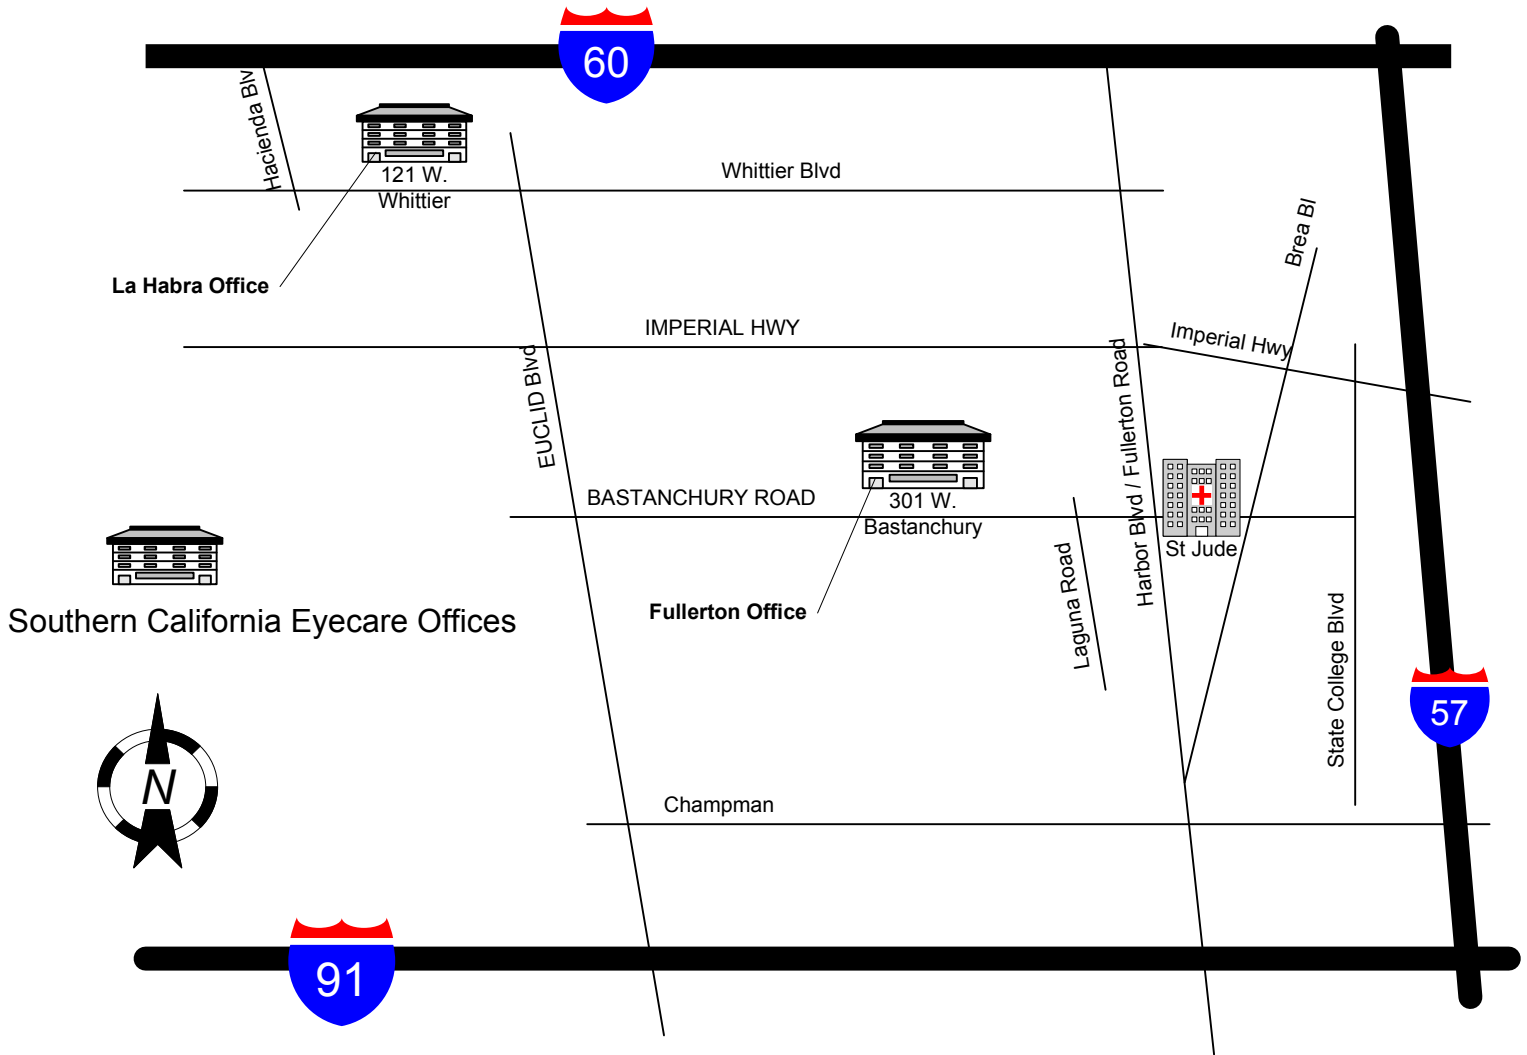 60
Hacienda Blv
121 W.
Whittier
Whittier Blvd
Brea Bl
La Habra Office
IMPERIAL HWY
Imperial Hwy
EUCLID Blvd
Harbor Blvd / Fullerton Road
BASTANCHURY ROAD
301 W.
Bastanchury
St Jude
Laguna Road
Fullerton Office
Southern California Eyecare Offices
State College Blvd
57
N
Champman
91